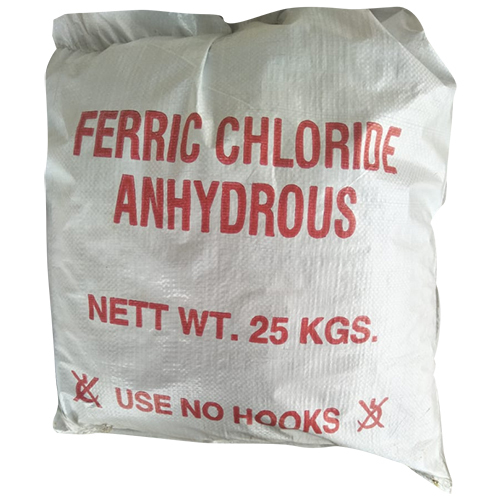 FERRIC CHLORIDE
ANHYDROUS
NETT WT. 25 KGS.
USE NO HOOKS